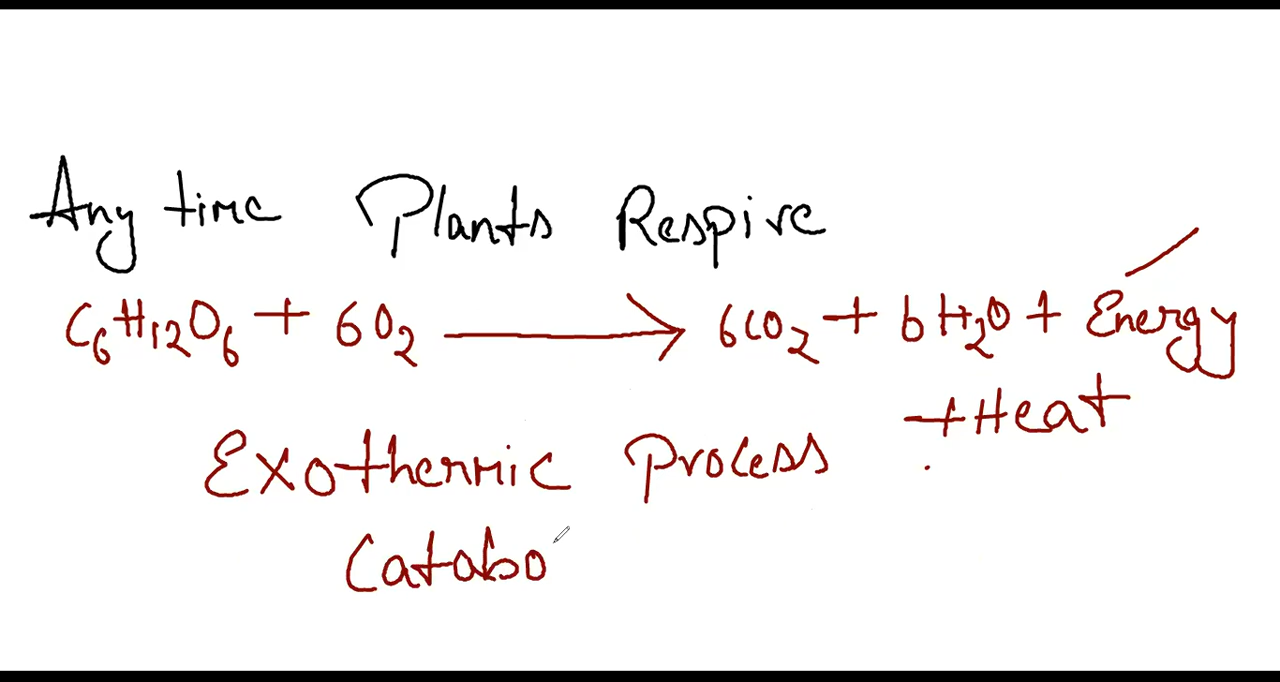 Any time Plants Respire
C6H12O6 + 6O2 → 6CO2 + 6H2O + Energy
+Heat
Exothermic Process
Catabo